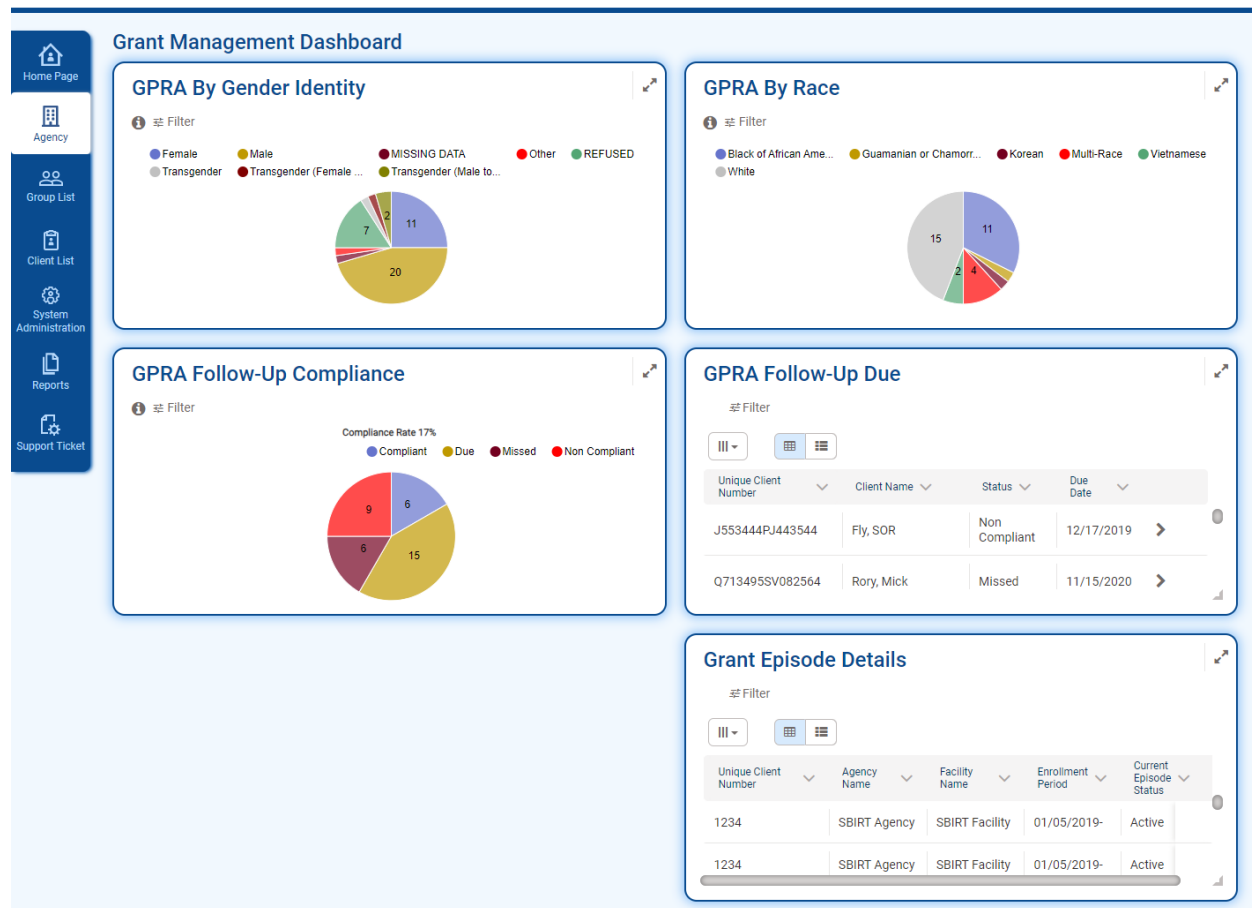 Grant Management Dashboard
Home Page
Agency
Group List
Client List
System
Administration
Reports
Support Ticket
GPRA By Gender Identity
Filter
Female Male MISSING DATA Other REFUSED
Transgender Transgender (Female ... Transgender (Male to...
11
20
7
2
GPRA By Race
Filter
Black of African Ame... Guamanian or Chamorr... Korean Multi-Race Vietnamese
White
15
11
2
4
GPRA Follow-Up Compliance
Filter
Compliance Rate 17%
Compliant Due Missed Non Compliant
9
6
6
15
GPRA Follow-Up Due
Filter
Unique Client
Number
Client Name
Status
Due
Date
J553444PJ443544 Fly, SOR Non
Compliant 12/17/2019
Q713495SV082564 Rory, Mick Missed 11/15/2020
Grant Episode Details
Filter
Unique Client
Number
Agency
Name
Facility
Name
Enrollment
Period
Current
Episode
Status
1234 SBIRT Agency SBIRT Facility 01/05/2019- Active
1234 SBIRT Agency SBIRT Facility 01/05/2019- Active